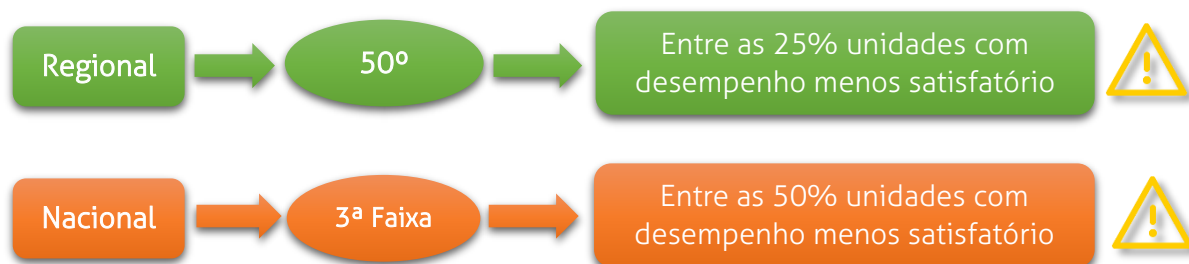 Regional
50º
Entre as 25% unidades com
desempenho menos satisfatório
Nacional
3ª Faixa
Entre as 50% unidades com
desempenho menos satisfatório